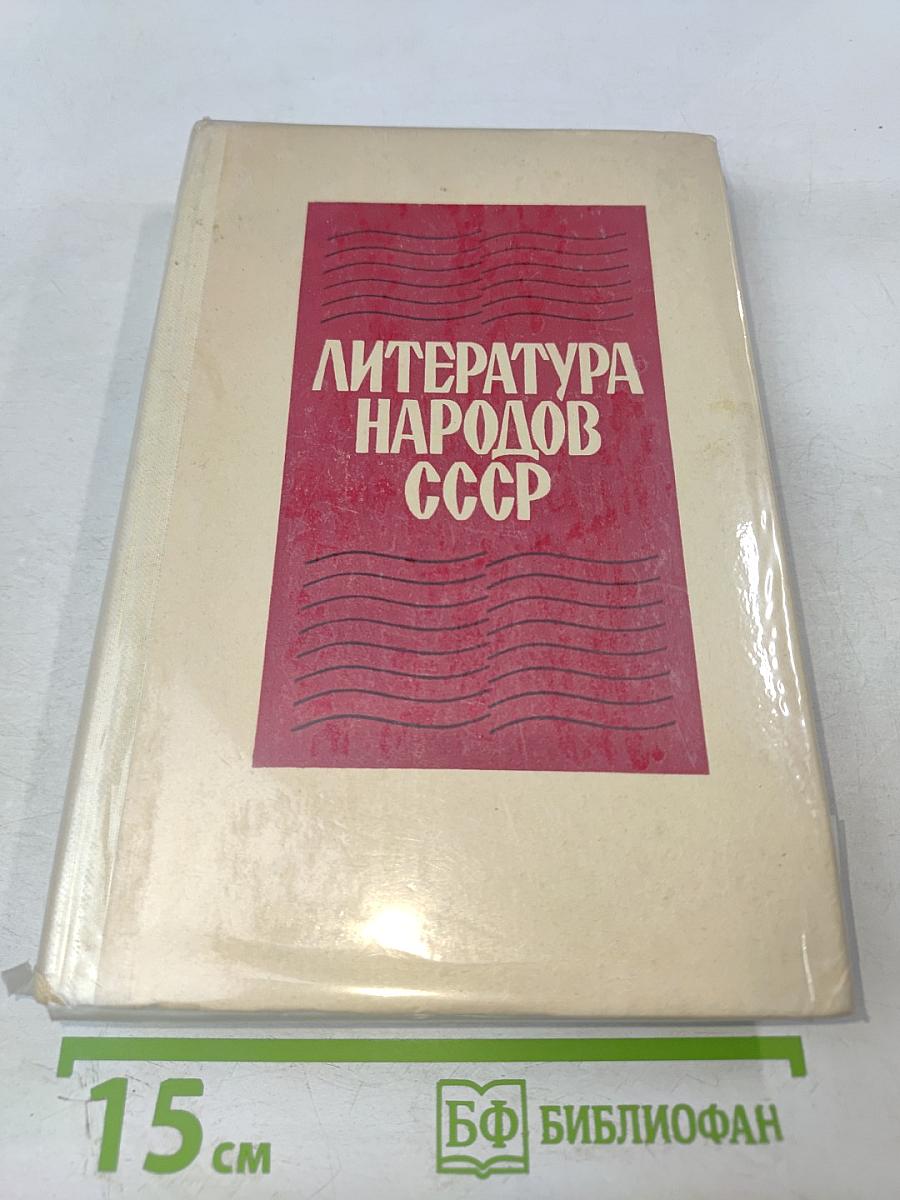 ЛИТЕРАТУРА
НАРОДОВ
СССР
15 см
БФ БИБЛИОФАН